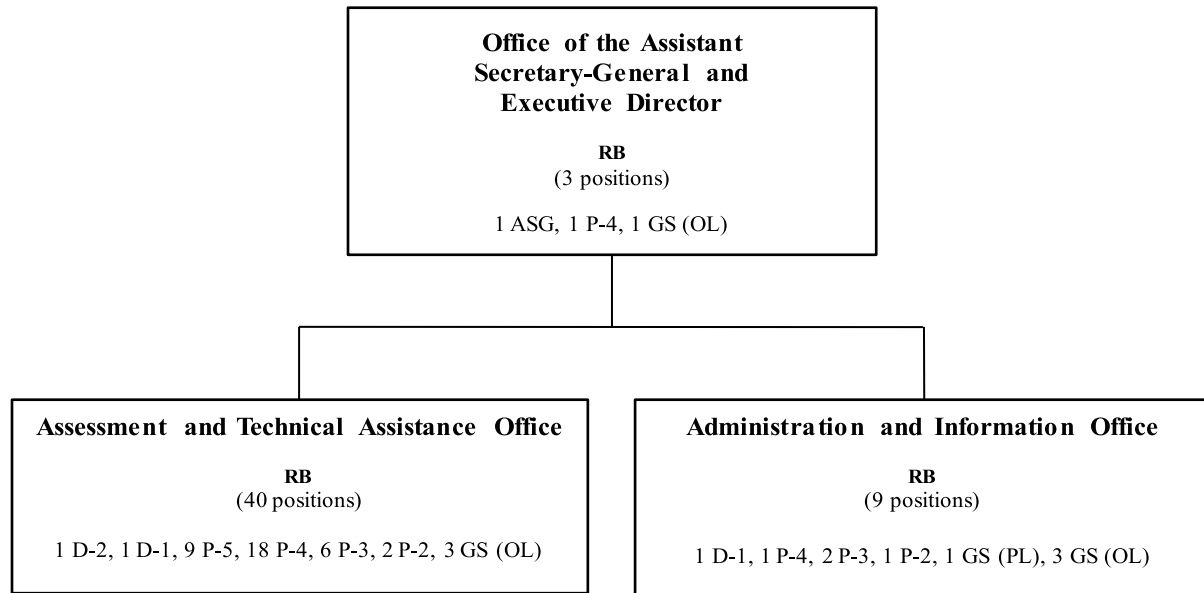 Office of the Assistant
Secretary-General and
Executive Director
RB
(3 positions)
1 ASG, 1 P-4, 1 GS (OL)
Assessment and Technical Assistance Office
RB
(40 positions)
1 D-2, 1 D-1, 9 P-5, 18 P-4, 6 P-3, 2 P-2, 3 GS (OL)
Administration and Information Office
RB
(9 positions)
1 D-1, 1 P-4, 2 P-3, 1 P-2, 1 GS (PL), 3 GS (OL)